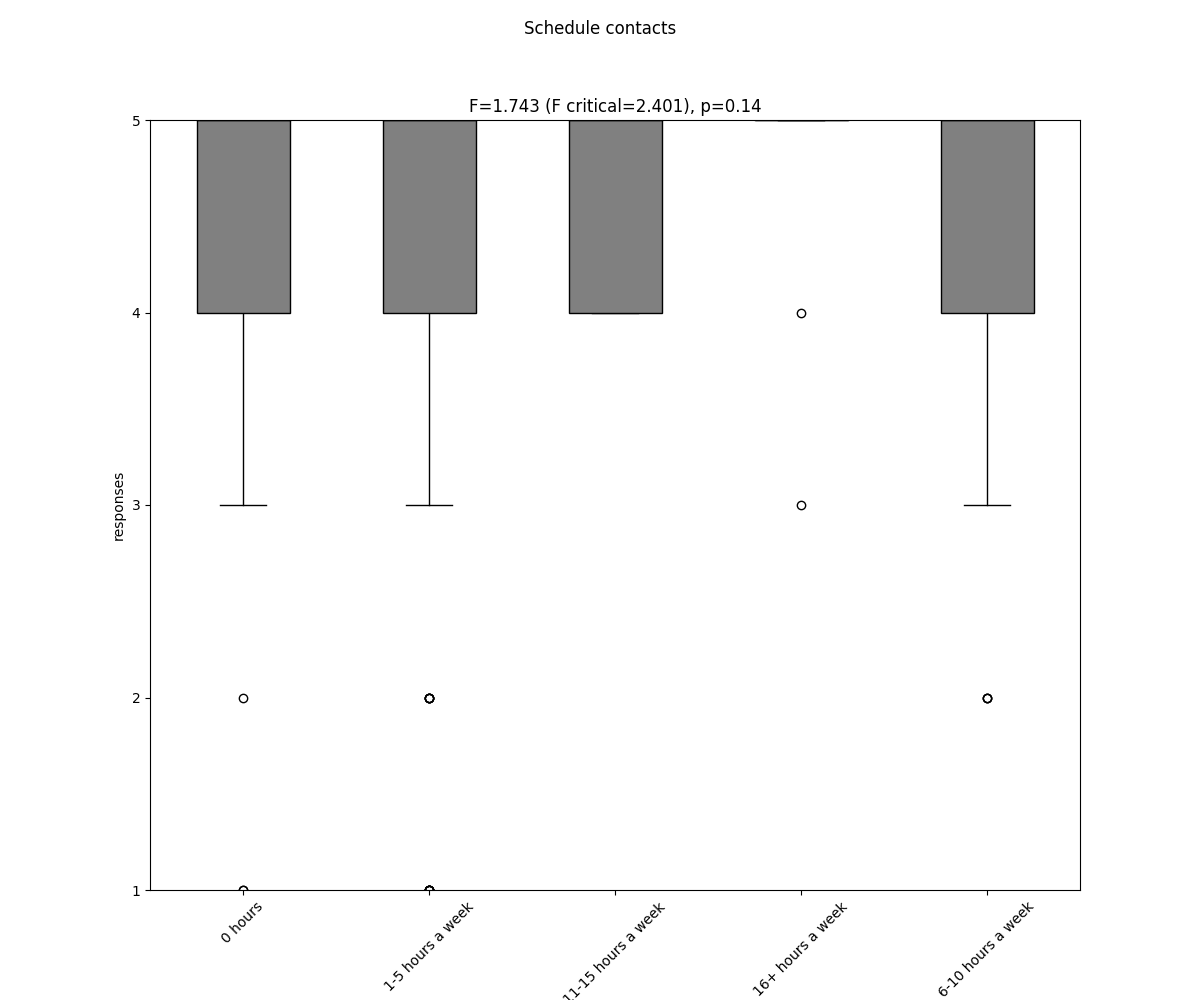 Schedule contacts
F=1.743 (F critical=2.401), p=0.14
5
4
3
2
1
responses
0 hours
1-5 hours a week
11-15 hours a week
16+ hours a week
6-10 hours a week